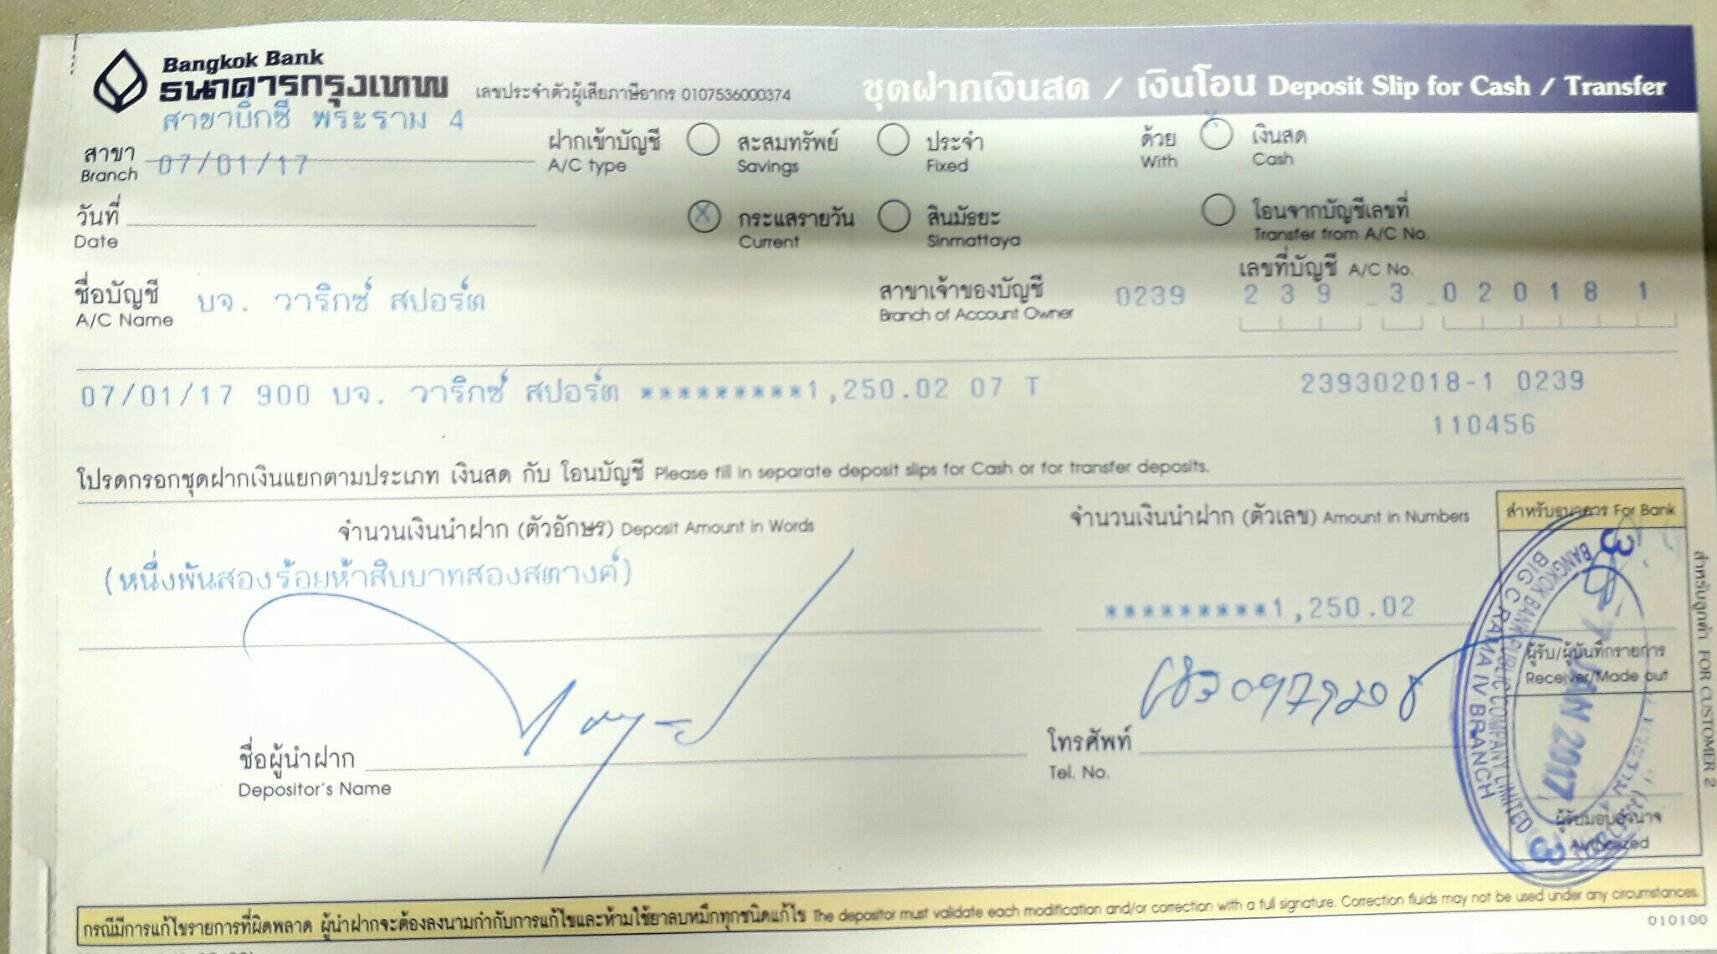 Bangkok Bank
ธนาคารกรุงเทพ
เลขประจำตัวผู้เสียภาษีอากร 0107536000374
ชุดฝากเงินสด / เงินโอน Deposit Slip for Cash / Transfer
สาขาบิ๊กซี พระราม 4
สาขา 07/01/17
Branch
ฝากเข้าบัญชี สะสมทรัพย์ ประจำ ด้วย เงินสด
A/C type Savings Fixed With Cash
วันที่ X กระแสรายวัน สินมัธยะ โอนจากบัญชีเลขที่
Date Current Sinmattaya Transfer from A/C No.
เลขที่บัญชี A/C No.
ชื่อบัญชี บจ. วาริกซ์ สปอร์ต สาขาเจ้าของบัญชี 0239 239 3 020181
A/C Name Branch of Account Owner
07/01/17 900 บจ. วาริกซ์ สปอร์ต *********1,250.02 07 T 239302018-1 0239
110456
โปรดกรอกชุดฝากเงินแยกตามประเภท เงินสด กับ โอนบัญชี Please fill in separate deposit slips for Cash or for transfer deposits.
จำนวนเงินนำฝาก (ตัวอักษร) Deposit Amount in Words จำนวนเงินนำฝาก (ตัวเลข) Amount in Numbers สำหรับธนาคาร For Bank
(หนึ่งพันสองร้อยห้าสิบบาทสองสตางค์) *********1,250.02
ผู้รับ/ผู้บันทึกรายการ
Receiver/Made out
ชื่อผู้นำฝาก โทรศัพท์
Depositor's Name Tel. No.
ผู้รับมอบอำนาจ
Authorized
BANGKOK BANK PUBLIC COMPANY LIMITED
BIG C RAMA IV BRANCH
7 JAN 2017
3 3
สำหรับลูกค้า FOR CUSTOMER 2
กรณีมีการแก้ไขรายการที่ผิดพลาด ผู้นำฝากจะต้องลงนามกำกับการแก้ไขและห้ามใช้ยาลบหมึกทุกชนิดแก้ไข The depositor must validate each modification and/or correction with a full signature. Correction fluids may not be used under any circumstances.
010100